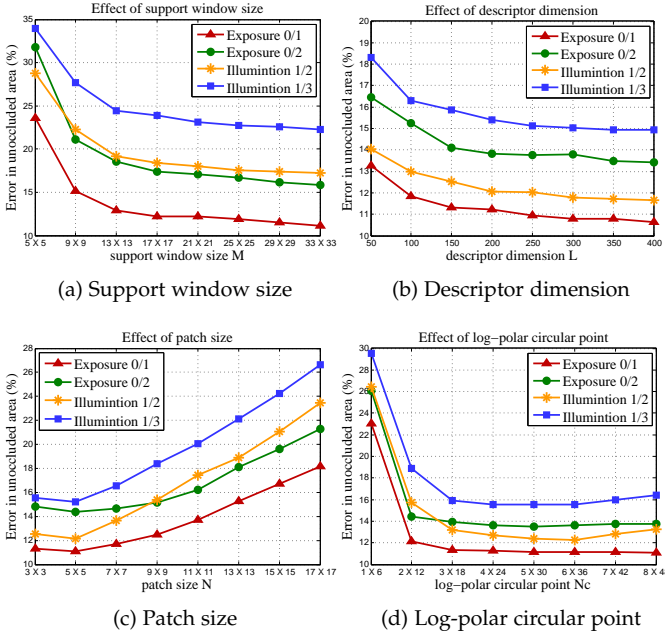 Effect of support window size
Error in unoccluded area (%)
35
30
25
20
15
10
Exposure 0/1
Exposure 0/2
Illumintion 1/2
Illumintion 1/3
5 X 5 9 X 9 13 X 13 17 X 17 21 X 21 25 X 25 29 X 29 33 X 33
support window size M
(a) Support window size
Effect of descriptor dimension
Error in unoccluded area (%)
20
19
18
17
16
15
14
13
12
11
10
Exposure 0/1
Exposure 0/2
Illumintion 1/2
Illumintion 1/3
50 100 150 200 250 300 350 400
descriptor dimension L
(b) Descriptor dimension
Effect of patch size
Error in unoccluded area (%)
28
26
24
22
20
18
16
14
12
10
Exposure 0/1
Exposure 0/2
Illumintion 1/2
Illumintion 1/3
3 X 3 5 X 5 7 X 7 9 X 9 11 X 11 13 X 13 15 X 15 17 X 17
patch size N
(c) Patch size
Effect of log-polar circular point
Error in unoccluded area (%)
30
28
26
24
22
20
18
16
14
12
10
Exposure 0/1
Exposure 0/2
Illumintion 1/2
Illumintion 1/3
1 X 6 2 X 12 3 X 18 4 X 24 5 X 30 6 X 36 7 X 42 8 X 4
log-polar circular point Nc
(d) Log-polar circular point